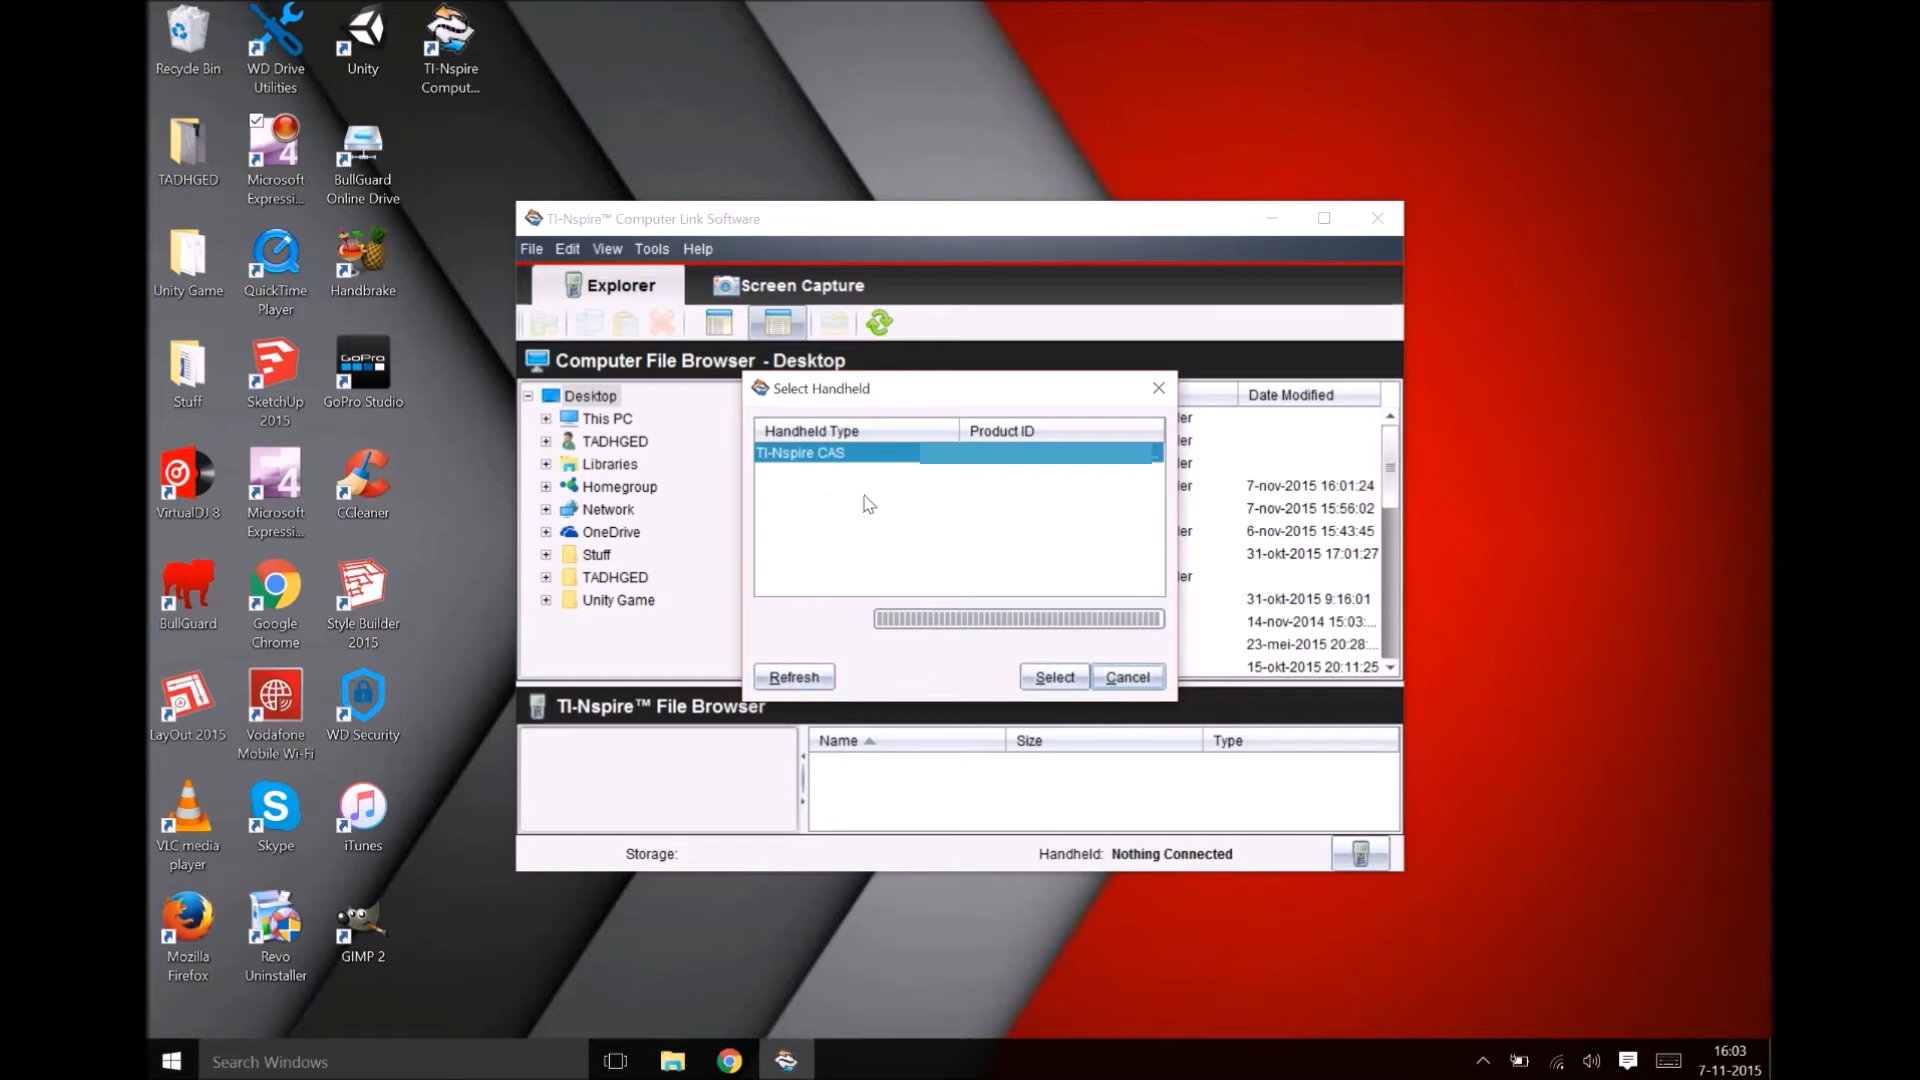 Recycle Bin
WD Drive
Utilities
Unity
TI-Nspire
Comput...
TADHGED
Microsoft
Expressi...
BullGuard
Online Drive
Unity Game
QuickTime
Player
Handbrake
Stuff
SketchUp
2015
GoPro
GoPro Studio
VirtualDJ 8
Microsoft
Expressi...
CCleaner
BullGuard
Google
Chrome
Style Builder
2015
LayOut 2015
Vodafone
Mobile Wi-Fi
WD Security
VLC media
player
Skype
iTunes
Mozilla
Firefox
Revo
Uninstaller
GIMP 2
TI-Nspire™ Computer Link Software
File Edit View Tools Help
Explorer
Screen Capture
Computer File Browser - Desktop
Desktop
This PC
TADHGED
Libraries
Homegroup
Network
OneDrive
Stuff
TADHGED
Unity Game
Date Modified
ler
ler
ler
ler 7-nov-2015 16:01:24
7-nov-2015 15:56:02
ler 6-nov-2015 15:43:45
31-okt-2015 17:01:27
ler
31-okt-2015 9:16:01
14-nov-2014 15:03:...
23-mei-2015 20:28:...
15-okt-2015 20:11:25
Select Handheld
Handheld Type Product ID
TI-Nspire CAS ...
Refresh Select Cancel
TI-Nspire™ File Browser
Name Size Type
Storage: Handheld: Nothing Connected
Search Windows
16:03
7-11-2015